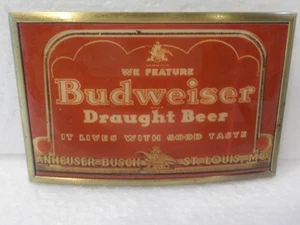 WE FEATURE
Budweiser
Draught Beer
IT LIVES WITH GOOD TASTE
ANHEUSER-BUSCH ST. LOUIS, MO.